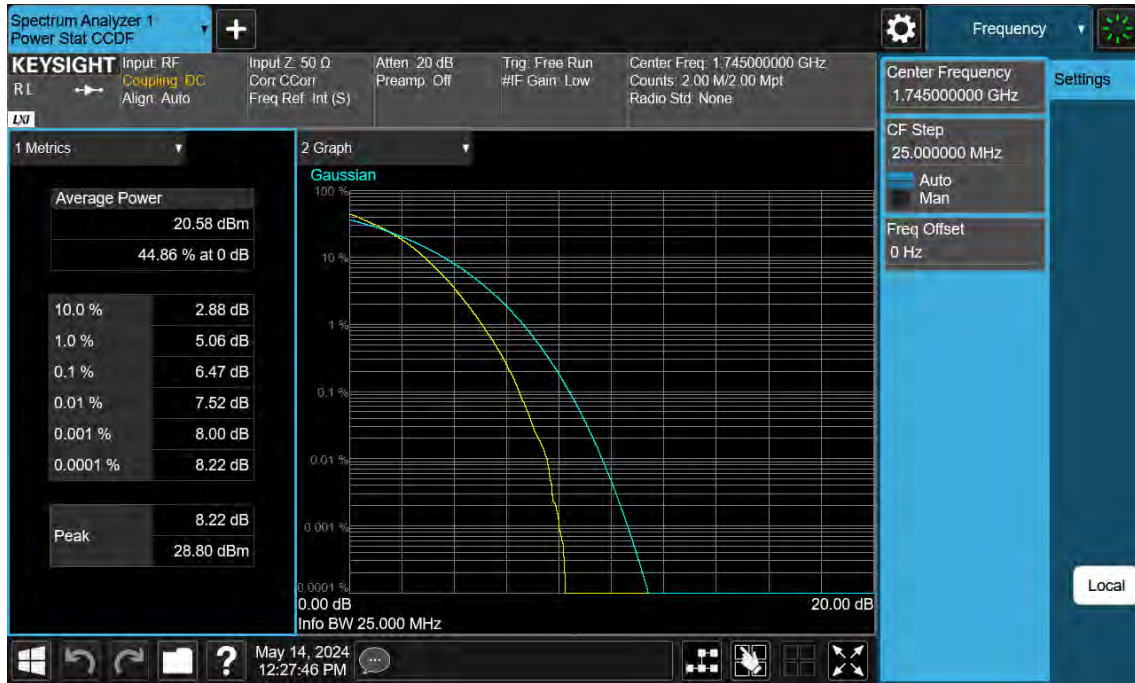 Spectrum Analyzer 1
Power Stat CCDF
Frequency
KEYSIGHT
R L
LXI
Input: RF
Coupling: DC
Align: Auto
Input Z: 50 Ω
Corr CCorr
Freq Ref: Int (S)
Atten: 20 dB
Preamp: Off
Trig: Free Run
#IF Gain: Low
Center Freq: 1.745000000 GHz
Counts: 2.00 M/2.00 Mpt
Radio Std: None
Center Frequency
1.745000000 GHz
Settings
CF Step
25.000000 MHz
Auto
Man
Freq Offset
0 Hz
Local
1 Metrics
Average Power
20.58 dBm
44.86 % at 0 dB
10.0 % 2.88 dB
1.0 % 5.06 dB
0.1 % 6.47 dB
0.01 % 7.52 dB
0.001 % 8.00 dB
0.0001 % 8.22 dB
Peak
8.22 dB
28.80 dBm
2 Graph
Gaussian
100 %
10 %
1 %
0.1 %
0.01 %
0.001 %
0.0001 %
0.00 dB 20.00 dB
Info BW 25.000 MHz
?
May 14, 2024
12:27:46 PM